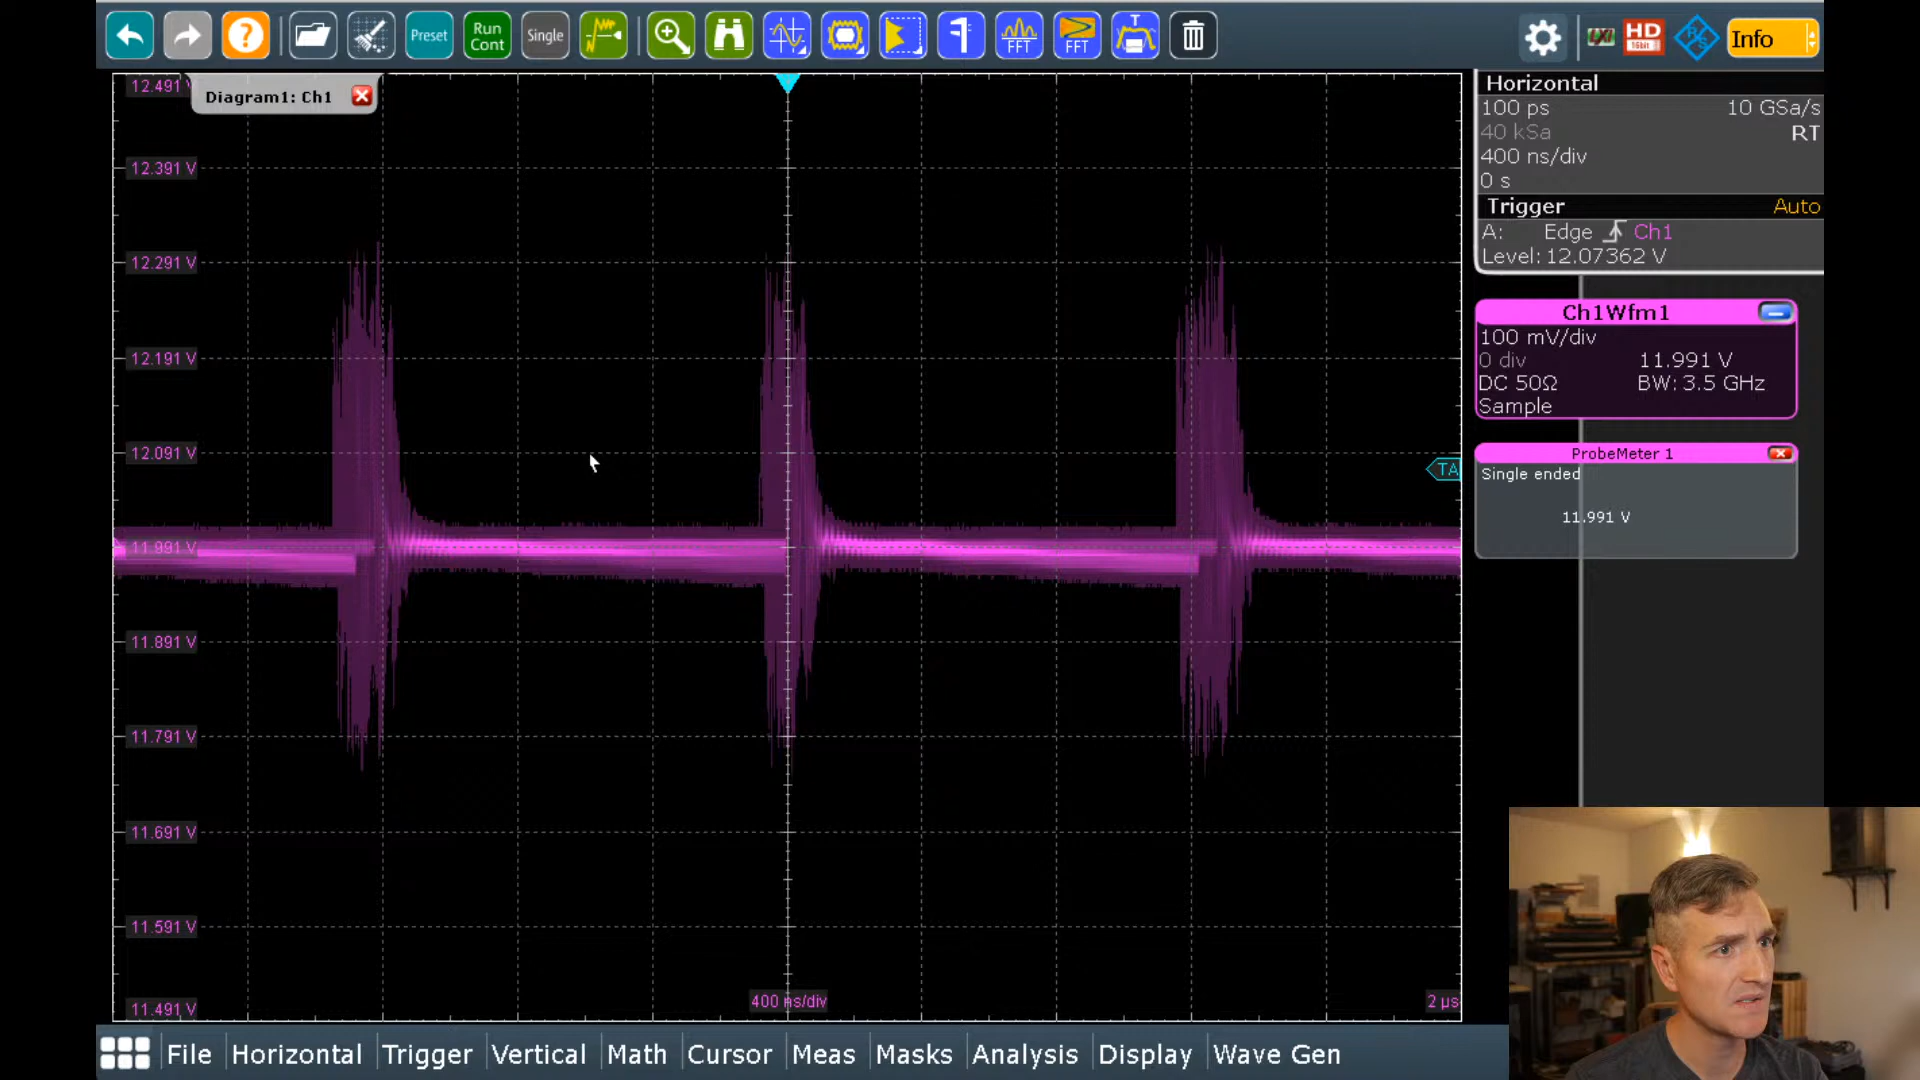 Preset
Run
Cont
Single
FFT
FFT
T
HD
16bit
R&S
Info
12.491
Diagram1: Ch1
12.391 V
12.291 V
12.191 V
12.091 V
11.991 V
11.891 V
11.791 V
11.691 V
11.591 V
11.491 V
TA
400 ns/div
2 µs
Horizontal
100 ps 10 GSa/s
40 kSa RT
400 ns/div
0 s
Trigger Auto
A: Edge Ch1
Level: 12.07362 V
Ch1Wfm1
100 mV/div
0 div 11.991 V
DC 50Ω BW: 3.5 GHz
Sample
ProbeMeter 1
Single ended
11.991 V
File Horizontal Trigger Vertical Math Cursor Meas Masks Analysis Display Wave Gen